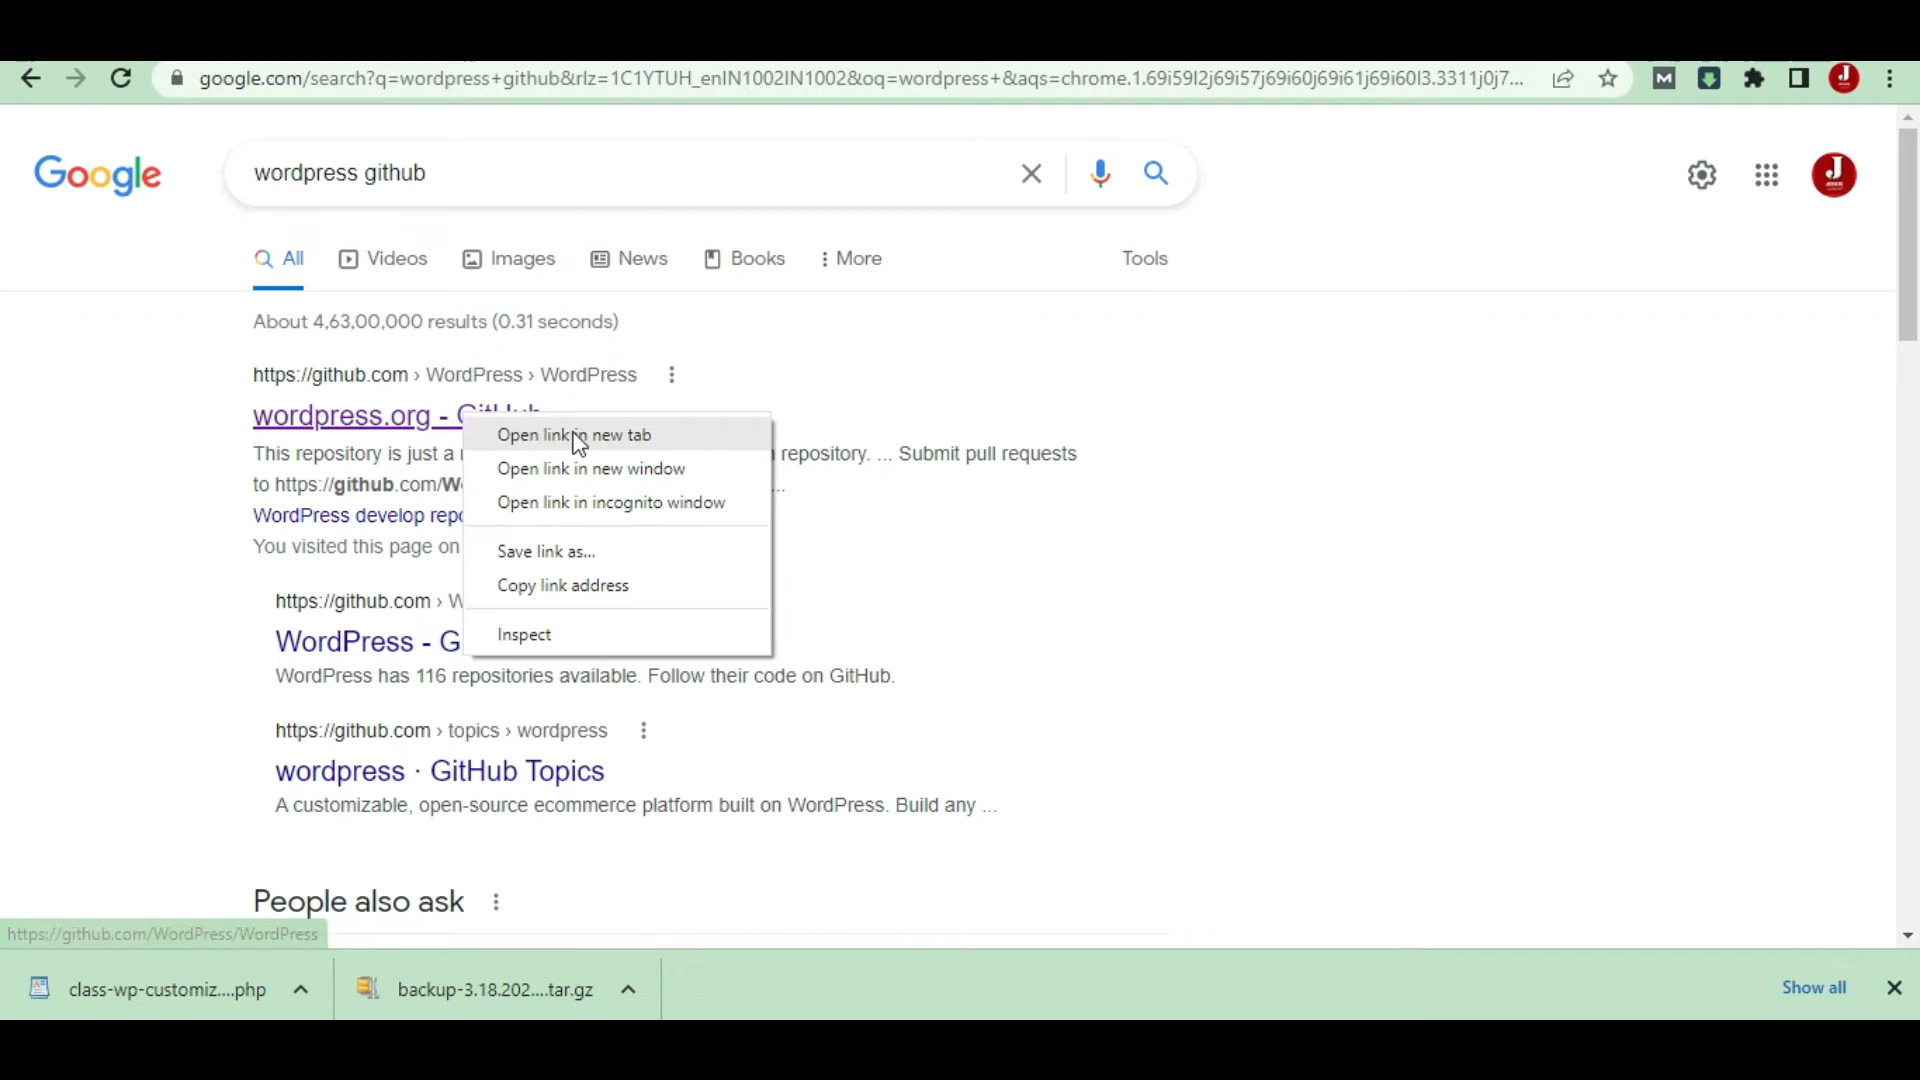 google.com/search?q=wordpress+github&rlz=1C1YTUH_enIN1002IN1002&oq=wordpress+&aqs=chrome.1.69i59l2j69i57j69i60j69i61j69i60l3.3311j0j7...
M
J
Google
wordpress github
J
All
Videos
Images
News
Books
More
Tools
About 4,63,00,000 results (0.31 seconds)
https://github.com › WordPress › WordPress
wordpress.org - GitHub
This repository is just a
repository. ... Submit pull requests
to https://github.com/W
...
WordPress develop repo
You visited this page on
Open link in new tab
Open link in new window
Open link in incognito window
Save link as...
Copy link address
Inspect
https://github.com › W
WordPress - G
WordPress has 116 repositories available. Follow their code on GitHub.
https://github.com › topics › wordpress
wordpress · GitHub Topics
A customizable, open-source ecommerce platform built on WordPress. Build any ...
People also ask
https://github.com/WordPress/WordPress
class-wp-customiz....php
backup-3.18.202....tar.gz
Show all